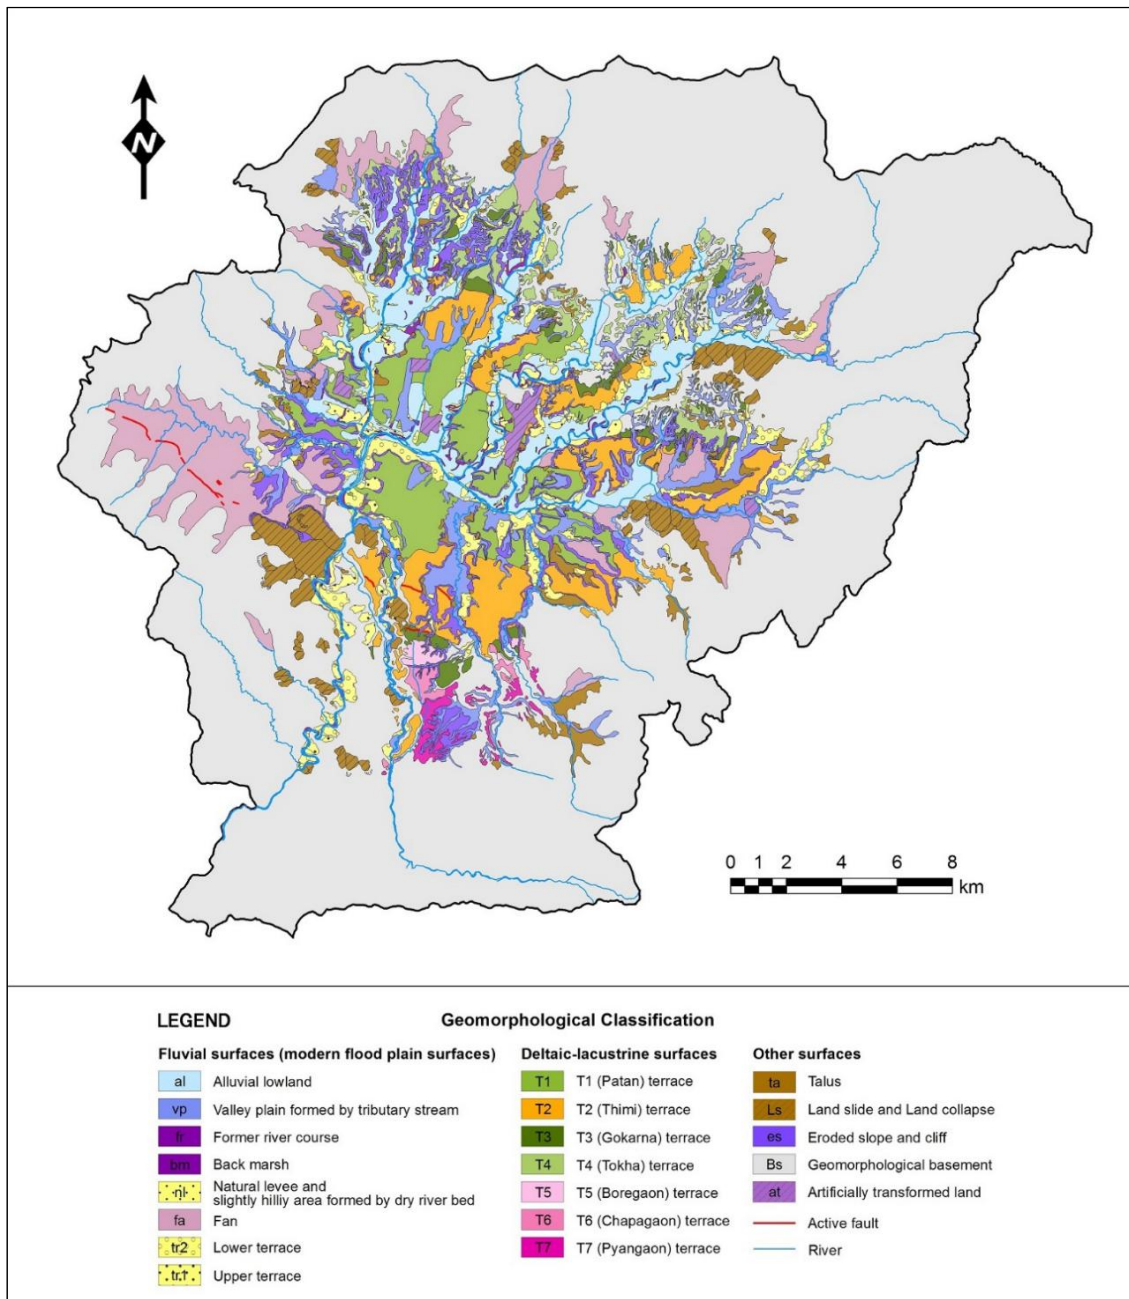 N
0 1 2 4 6 8
km
LEGEND
Geomorphological Classification
Fluvial surfaces (modern flood plain surfaces)
al Alluvial lowland
vp Valley plain formed by tributary stream
fr Former river course
bm Back marsh
nl Natural levee and
slightly hilliy area formed by dry river bed
fa Fan
tr2 Lower terrace
tr1 Upper terrace
Deltaic-lacustrine surfaces
T1 T1 (Patan) terrace
T2 T2 (Thimi) terrace
T3 T3 (Gokarna) terrace
T4 T4 (Tokha) terrace
T5 T5 (Boregaon) terrace
T6 T6 (Chapagaon) terrace
T7 T7 (Pyangaon) terrace
Other surfaces
ta Talus
Ls Land slide and Land collapse
es Eroded slope and cliff
Bs Geomorphological basement
at Artificially transformed land
Active fault
River